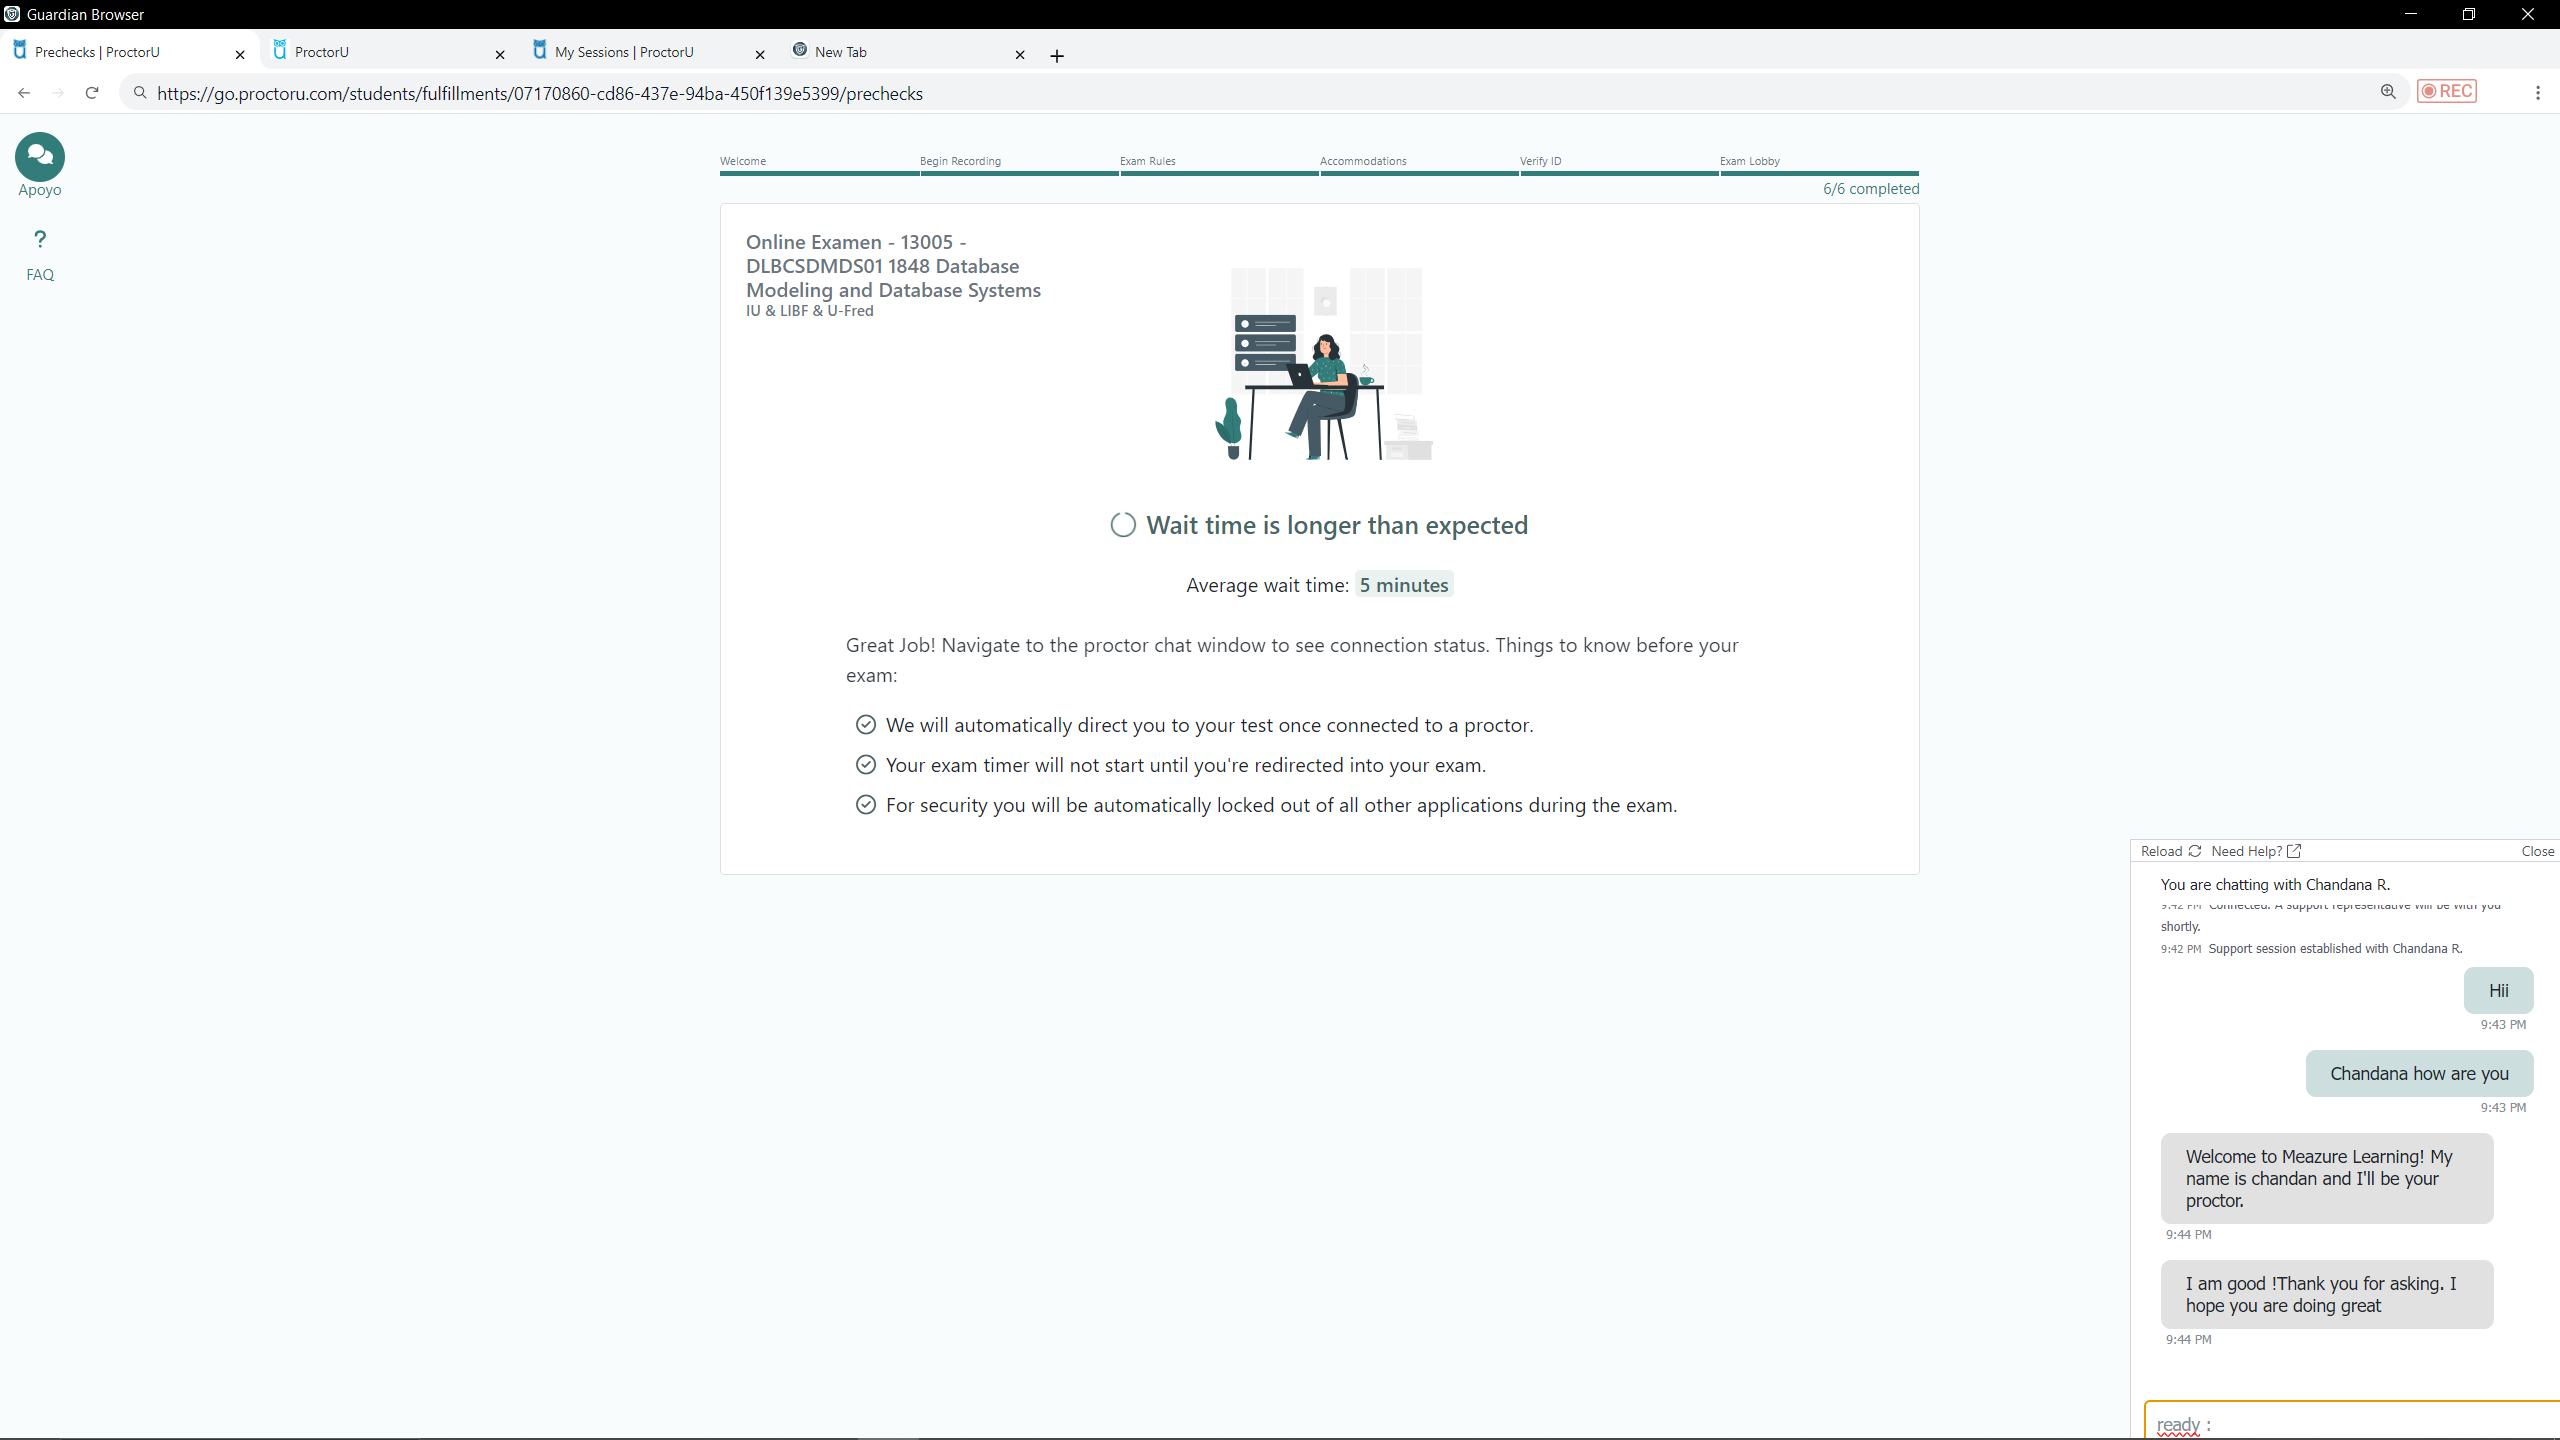 Guardian Browser
Prechecks | ProctorU
ProctorU
My Sessions | ProctorU
New Tab
https://go.proctoru.com/students/fulfillments/07170860-cd86-437e-94ba-450f139e5399/prechecks
REC
Apoyo
?
FAQ
Welcome
Begin Recording
Exam Rules
Accommodations
Verify ID
Exam Lobby
6/6 completed
Online Examen - 13005 -
DLBCSDMDS01 1848 Database
Modeling and Database Systems
IU & LIBF & U-Fred
Wait time is longer than expected
Average wait time: 5 minutes
Great Job! Navigate to the proctor chat window to see connection status. Things to know before your
exam:
We will automatically direct you to your test once connected to a proctor.
Your exam timer will not start until you're redirected into your exam.
For security you will be automatically locked out of all other applications during the exam.
Reload Need Help? Close
You are chatting with Chandana R.
9:42 PM Connected. A support representative will be with you
shortly.
9:42 PM Support session established with Chandana R.
Hii
9:43 PM
Chandana how are you
9:43 PM
Welcome to Meazure Learning! My
name is chandan and I'll be your
proctor.
9:44 PM
I am good !Thank you for asking. I
hope you are doing great
9:44 PM
ready :